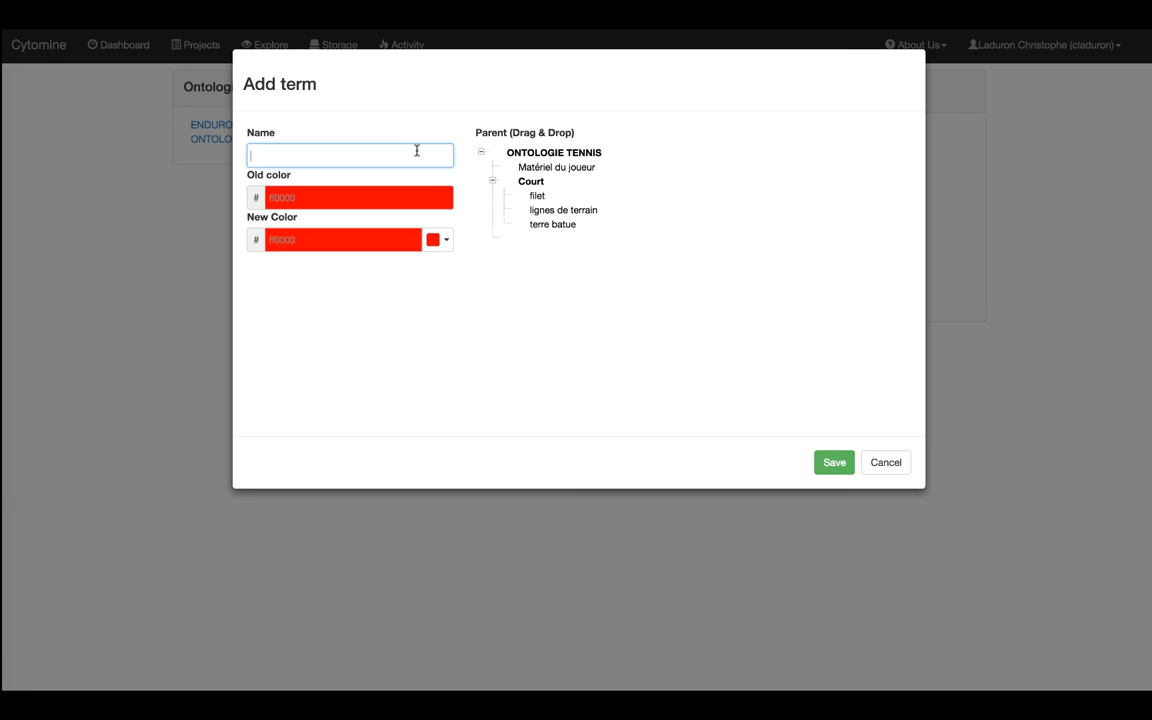 Cytomine Dashboard Projects Explore Storage Activity About Us Laduron Christophe (claduron)
Ontolog
ENDURO
ONTOLO
Add term
Name
Old color
# ff0000
New Color
# ff0000
Parent (Drag & Drop)
ONTOLOGIE TENNIS
Matériel du joueur
Court
filet
lignes de terrain
terre batue
Save Cancel